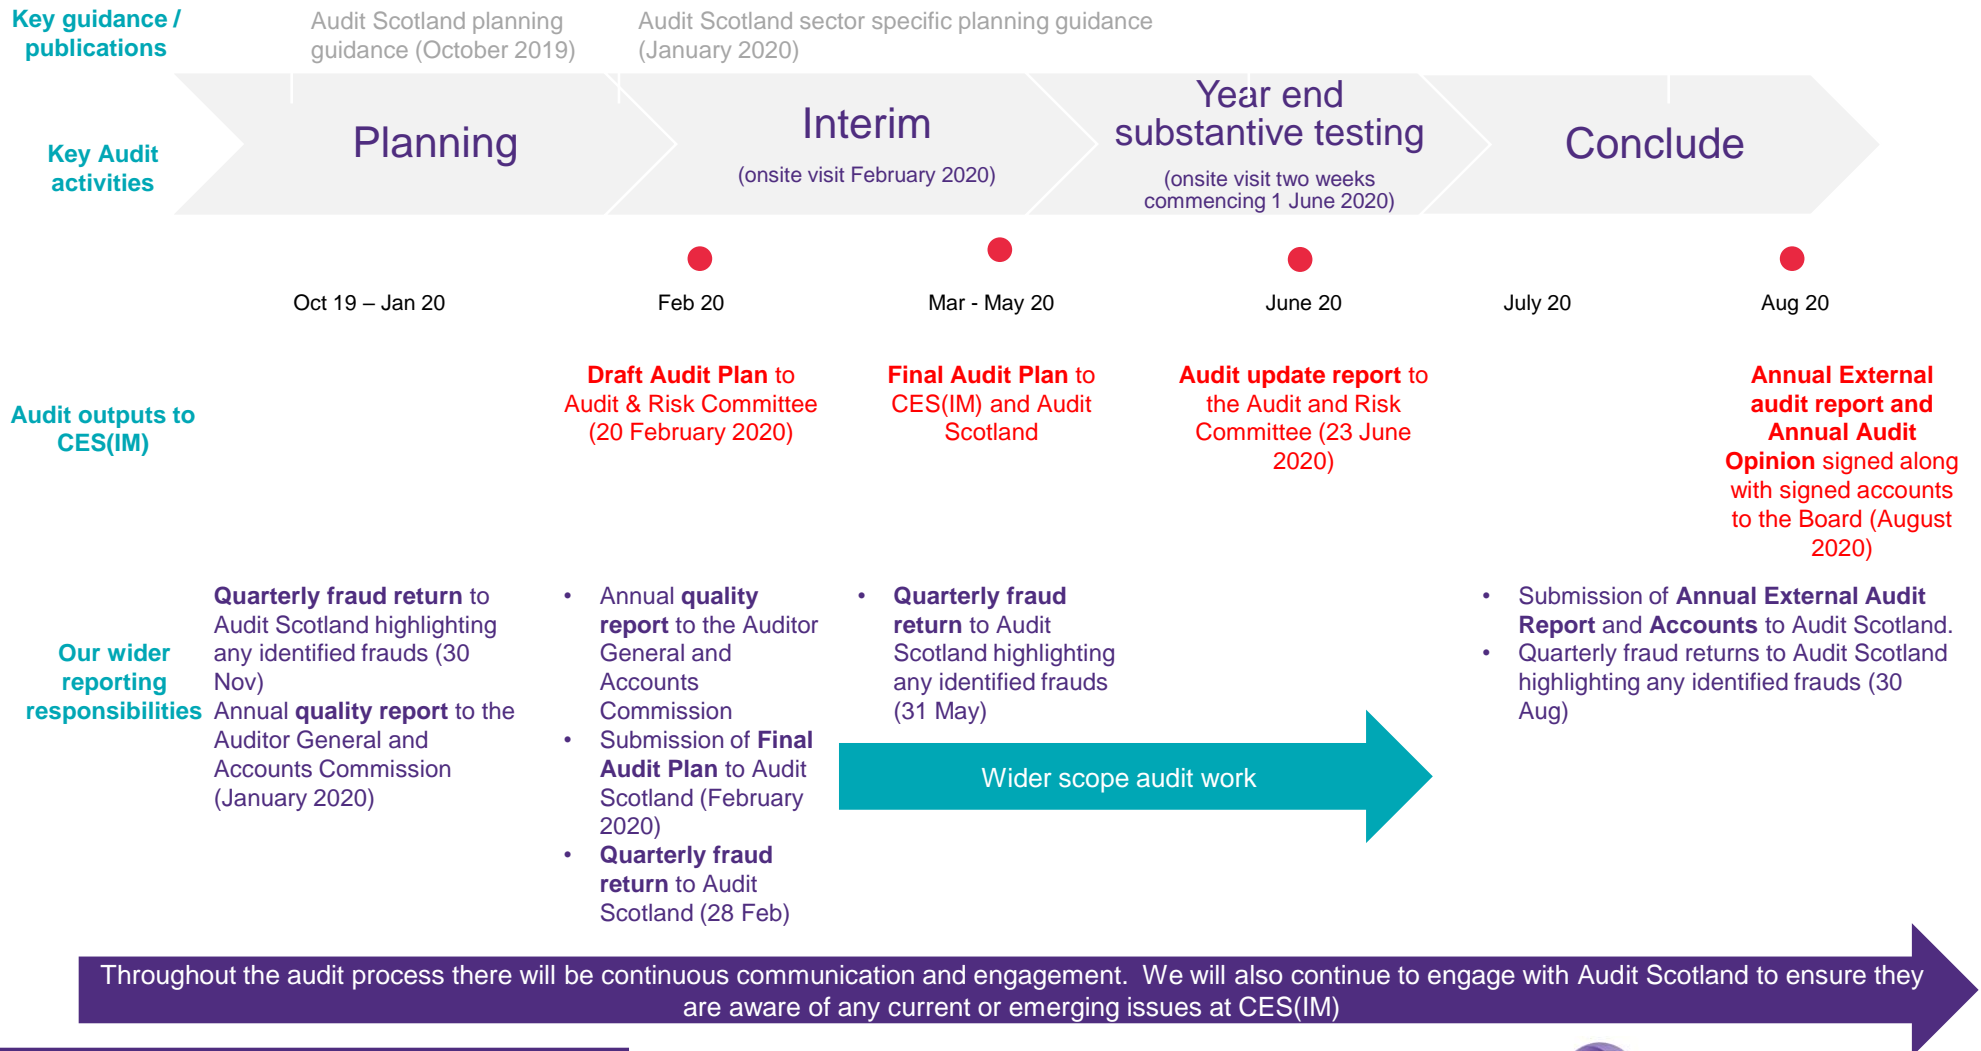 Key guidance /
publications
Audit Scotland planning
guidance (October 2019)
Audit Scotland sector specific planning guidance
(January 2020)
Key Audit
activities
Planning
Interim
(onsite visit February 2020)
Year end
substantive testing
(onsite visit two weeks
commencing 1 June 2020)
Conclude
Oct 19 – Jan 20
Feb 20
Mar - May 20
June 20
July 20
Aug 20
Audit outputs to
CES(IM)
Draft Audit Plan to
Audit & Risk Committee
(20 February 2020)
Final Audit Plan to
CES(IM) and Audit
Scotland
Audit update report to
the Audit and Risk
Committee (23 June
2020)
Annual External
audit report and
Annual Audit
Opinion signed along
with signed accounts
to the Board (August
2020)
Our wider
reporting
responsibilities
Quarterly fraud return to
Audit Scotland highlighting
any identified frauds (30
Nov)
Annual quality report to the
Auditor General and
Accounts Commission
(January 2020)
• Annual quality
report to the Auditor
General and
Accounts
Commission
• Submission of Final
Audit Plan to Audit
Scotland (February
2020)
• Quarterly fraud
return to Audit
Scotland (28 Feb)
• Quarterly fraud
return to Audit
Scotland highlighting
any identified frauds
(31 May)
Wider scope audit work
• Submission of Annual External Audit
Report and Accounts to Audit Scotland.
• Quarterly fraud returns to Audit Scotland
highlighting any identified frauds (30
Aug)
Throughout the audit process there will be continuous communication and engagement.  We will also continue to engage with Audit Scotland to ensure they
are aware of any current or emerging issues at CES(IM)